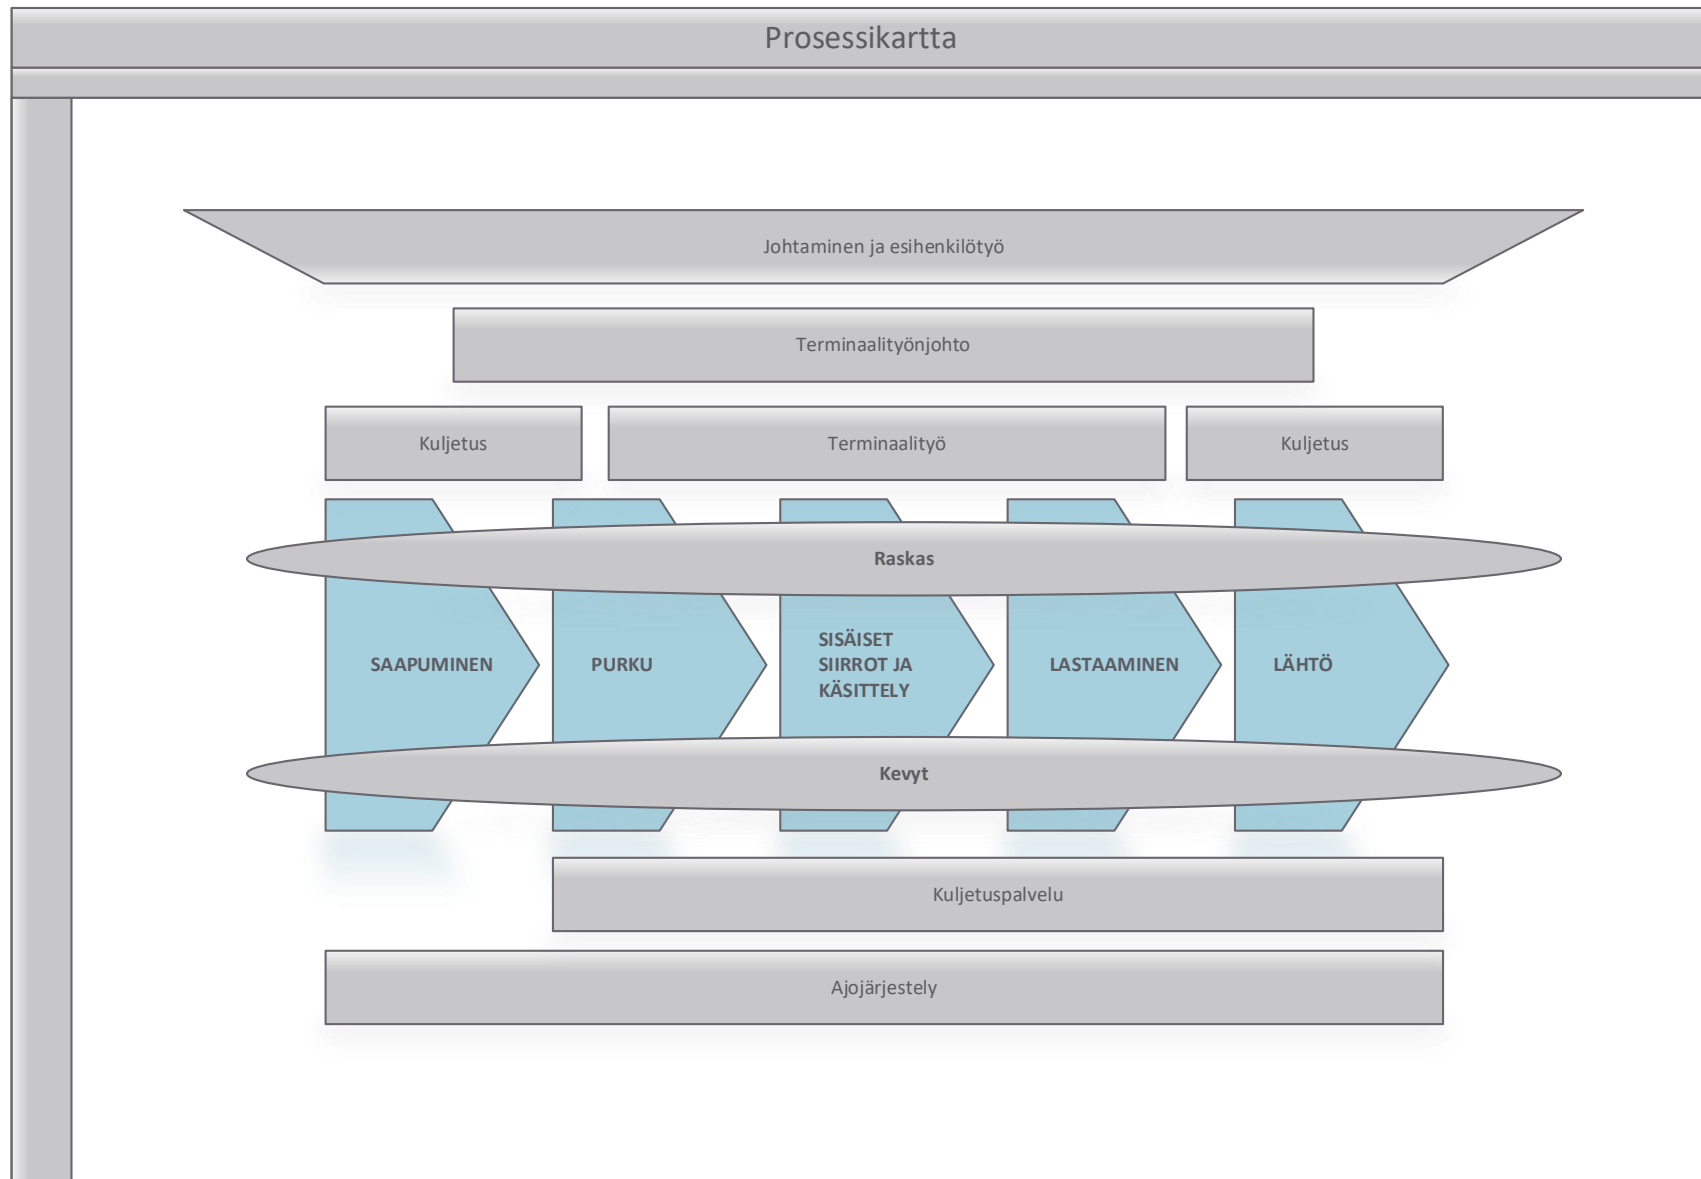 Prosessikartta
Johtaminen ja esihenkilötyö
Terminaalityönjohto
Kuljetus
Terminaalityö
Kuljetus
Raskas
SAAPUMINEN
PURKU
SISÄISET
SIIRROT JA
KÄSITTELY
LASTAAMINEN
LÄHTÖ
Kevyt
Kuljetuspalvelu
Ajojärjestely